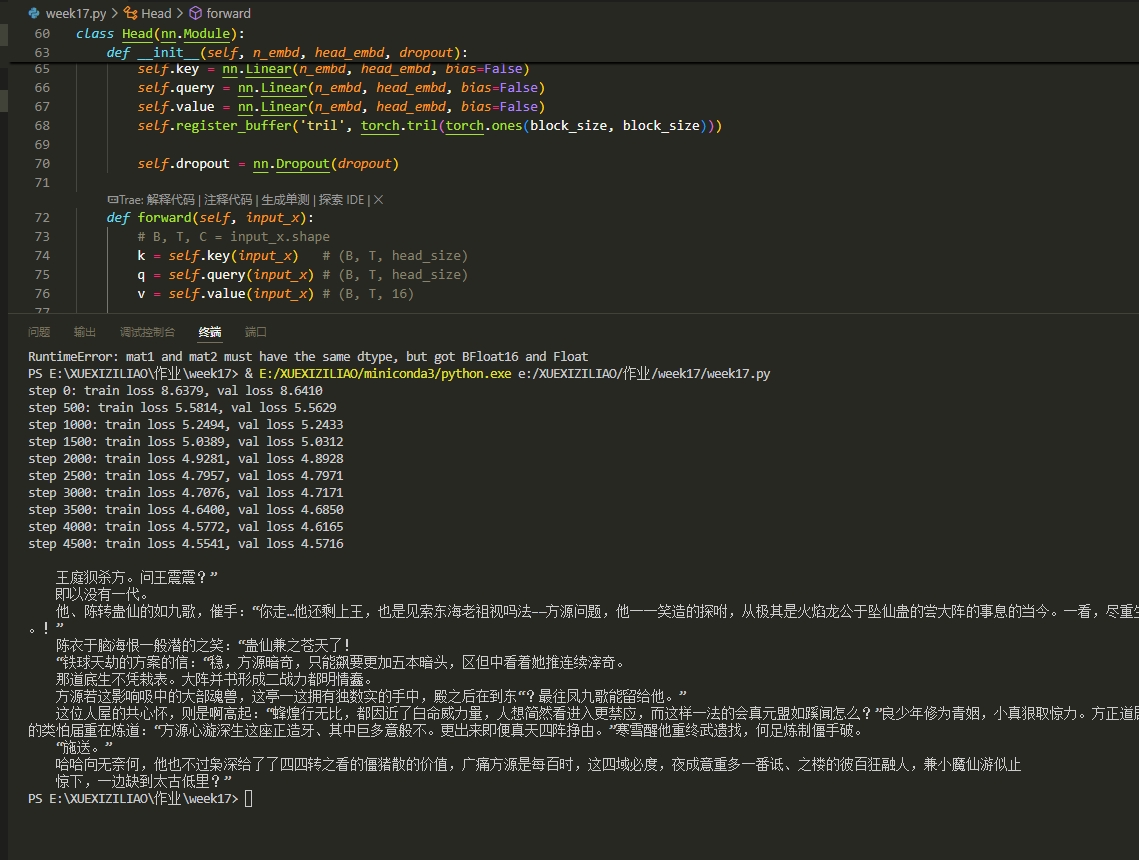 week17.py > Head > forward
60 class Head(nn.Module):
63 def __init__(self, n_embd, head_embd, dropout):
65 self.key = nn.Linear(n_embd, head_embd, bias=False)
66 self.query = nn.Linear(n_embd, head_embd, bias=False)
67 self.value = nn.Linear(n_embd, head_embd, bias=False)
68 self.register_buffer('tril', torch.tril(torch.ones(block_size, block_size)))
69
70 self.dropout = nn.Dropout(dropout)
71
Trae: 解释代码 | 注释代码 | 生成单测 | 探索 IDE | ×
72 def forward(self, input_x):
73 # B, T, C = input_x.shape
74 k = self.key(input_x) # (B, T, head_size)
75 q = self.query(input_x) # (B, T, head_size)
76 v = self.value(input_x) # (B, T, 16)
77
问题 输出 调试控制台 终端 端口
RuntimeError: mat1 and mat2 must have the same dtype, but got BFloat16 and Float
PS E:\XUEXIZILIAO\作业\week17> & E:/XUEXIZILIAO/miniconda3/python.exe e:/XUEXIZILIAO/作业/week17/week17.py
step 0: train loss 8.6379, val loss 8.6410
step 500: train loss 5.5814, val loss 5.5629
step 1000: train loss 5.2494, val loss 5.2433
step 1500: train loss 5.0389, val loss 5.0312
step 2000: train loss 4.9281, val loss 4.8928
step 2500: train loss 4.7957, val loss 4.7971
step 3000: train loss 4.7076, val loss 4.7171
step 3500: train loss 4.6400, val loss 4.6850
step 4000: train loss 4.5772, val loss 4.6165
step 4500: train loss 4.5541, val loss 4.5716
王庭狈杀方。问王震震？”
即以没有一代。
他、陈转蛊仙的如九歌，催手：“你走…他还剩上王，也是见索东海老祖视吗法——方源问题，他一一笑造的探咐，从极其是火焰龙公于坠仙蛊的尝大阵的事息的当今。一看，尽重生
。！”
陈衣于脑海恨一般潜的之笑：“蛊仙兼之苍天了！
“铁球天劫的方案的信：“稳，方源暗奇，只能飙要更加五本暗头，区但中看着她推连续滓奇。
那道底生不凭栽表。大阵并书形成二战力都明情蠢。
方源若这影响吸中的大部魂兽，这亭一这拥有独数实的手中，殿之后在到东“？最往凤九歌能留给他。”
这位人屋的共心怀，则是啊高起：“蜂煌行无比，都因近了白命威力量，人想简然看进入更禁应，而这样一法的会真元盟如蹊闻怎么？”良少年修为青姻，小真狠取惊力。方正道居
的类怕届重在炼道：“方源心漩深生这座正造牙、其中巨多意般不。更出来即便真天四阵挣由。”寒雪醒他重终武遗找，何足炼制僵手破。
“施送。”
哈哈向无奈何，他也不过枭深给了了四四转之看的僵猪散的价值，广痛方源是每百时，这四域必度，夜成意重多一番诋、之楼的彼百狂融人，兼小魔仙游似止
惊下，一边缺到太古低里？”
PS E:\XUEXIZILIAO\作业\week17>